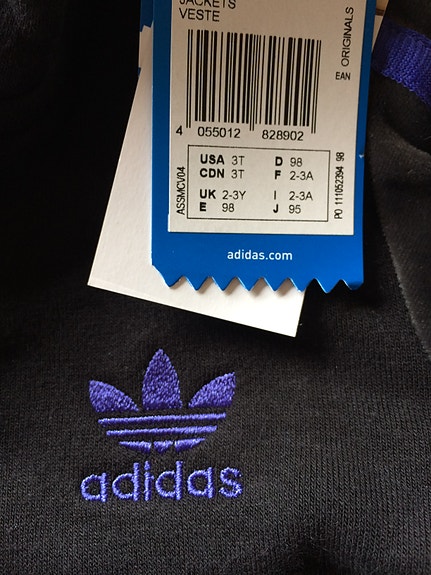 JACKETS
VESTE
ORIGINALS
EAN
4 055012 828902
ASSMCV04
USA 3T D 98
CDN 3T F 2-3A
UK 2-3Y I 2-3A
E 98 J 95
PO 111052394 98
adidas.com
adidas